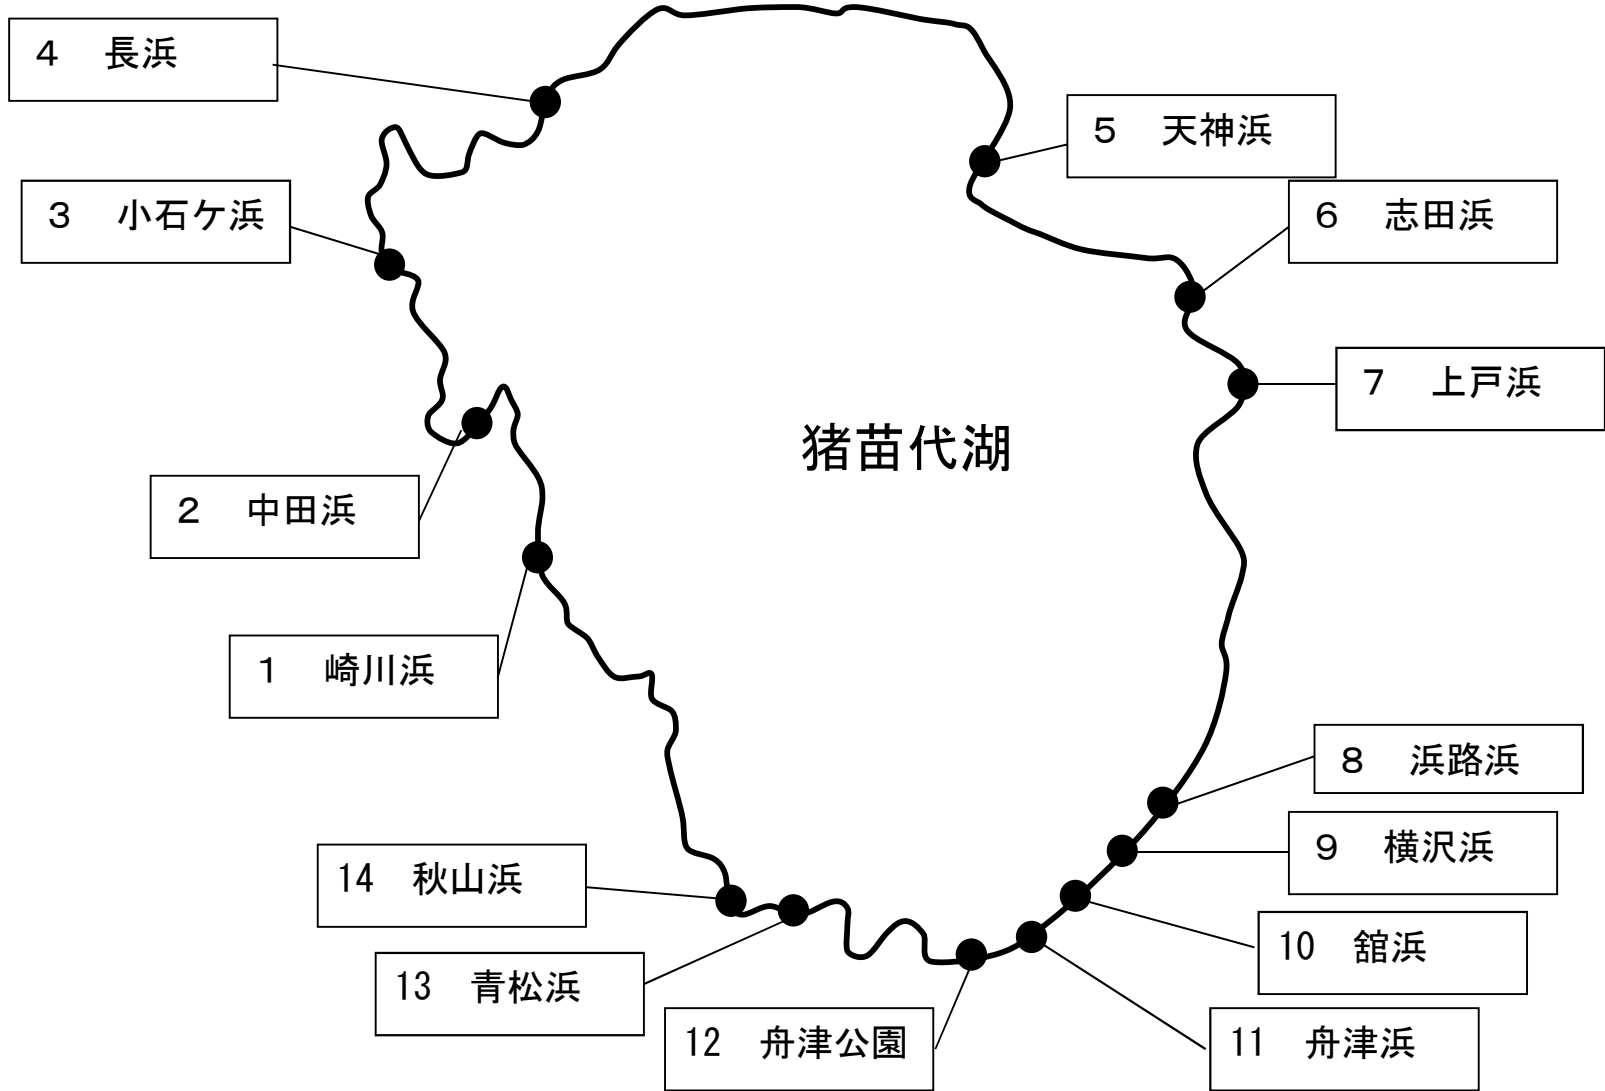 4 長浜
5 天神浜
3 小石ケ浜
6 志田浜
7 上戸浜
猪苗代湖
2 中田浜
1 崎川浜
8 浜路浜
9 横沢浜
14 秋山浜
10 舘浜
13 青松浜
12 舟津公園
11 舟津浜